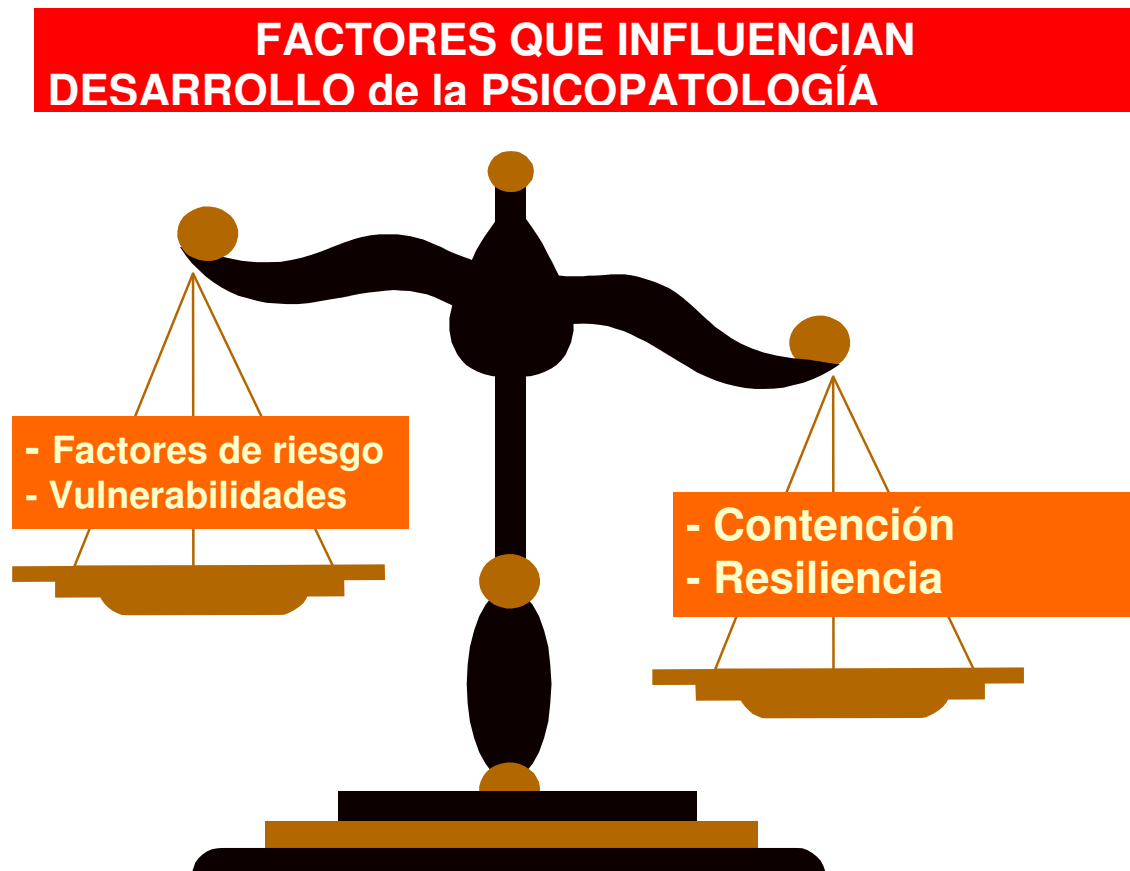 FACTORES QUE INFLUENCIAN
DESARROLLO de la PSICOPATOLOGÍA
- Factores de riesgo
- Vulnerabilidades
- Contención
- Resiliencia